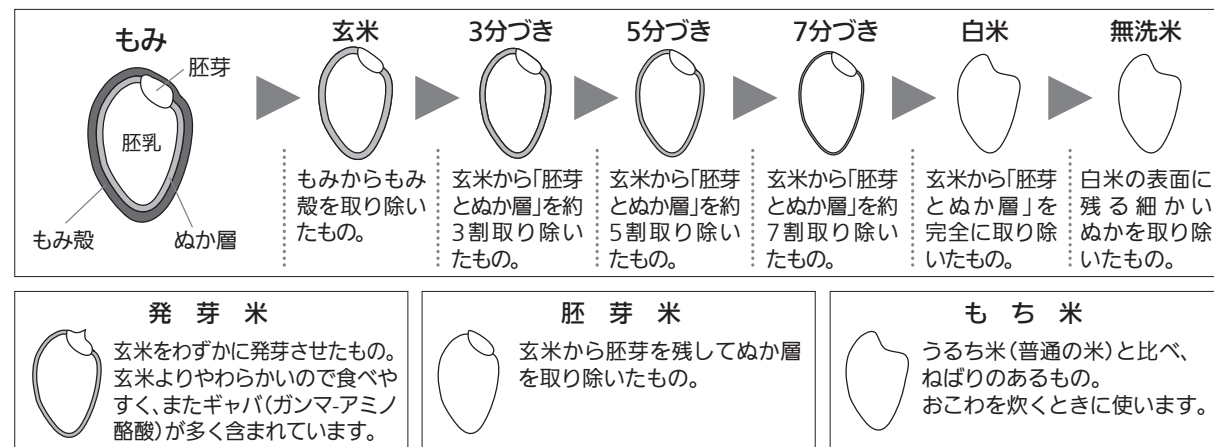 もみ
胚芽
胚乳
もみ殻
ぬか層
玄米
もみからもみ
殻を取り除い
たもの。
3分づき
玄米から「胚芽
とぬか層」を約
3割取り除い
たもの。
5分づき
玄米から「胚芽
とぬか層」を約
5割取り除い
たもの。
7分づき
玄米から「胚芽
とぬか層」を約
7割取り除い
たもの。
白米
玄米から「胚芽
とぬか層」を
完全に取り除
いたもの。
無洗米
白米の表面に
残る細かい
ぬかを取り除
いたもの。
発芽米
玄米をわずかに発芽させたもの。
玄米よりやわらかいので食べや
すく、またギャバ(ガンマ-アミノ
酪酸)が多く含まれています。
胚芽米
玄米から胚芽を残してぬか層
を取り除いたもの。
もち米
うるち米(普通の米)と比べ、
ねばりのあるもの。
おこわを炊くときに使います。